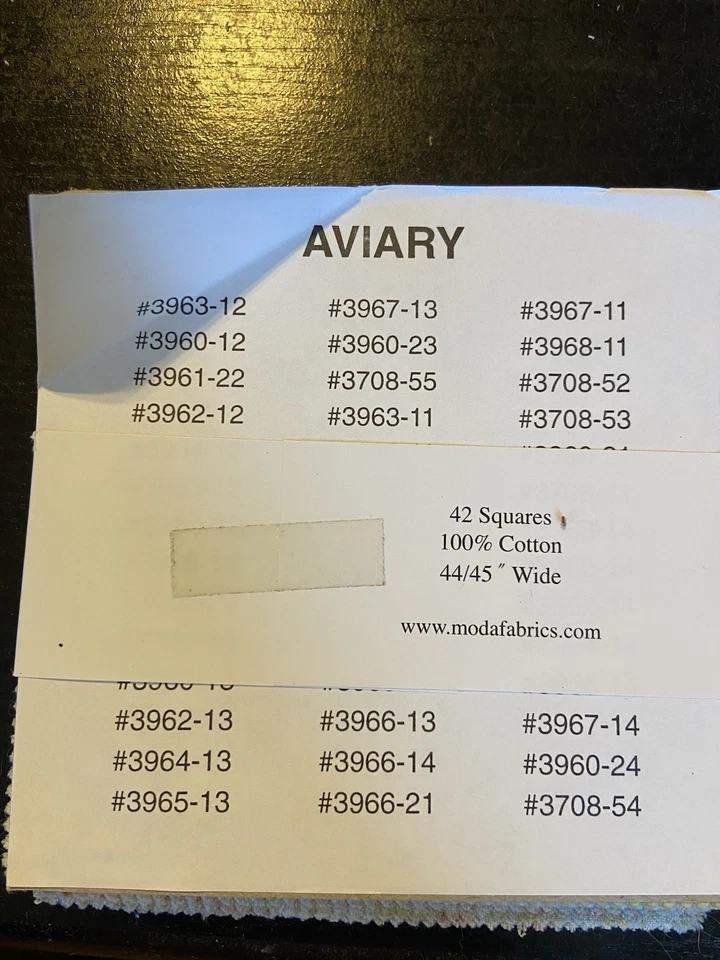 AVIARY
#3963-12 #3967-13 #3967-11
#3960-12 #3960-23 #3968-11
#3961-22 #3708-55 #3708-52
#3962-12 #3963-11 #3708-53
42 Squares
100% Cotton
44/45″ Wide
www.modafabrics.com
#3962-13 #3966-13 #3967-14
#3964-13 #3966-14 #3960-24
#3965-13 #3966-21 #3708-54